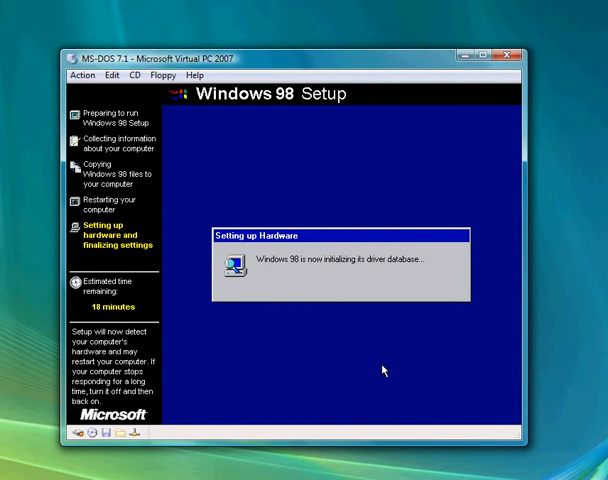 MS-DOS 7.1 - Microsoft Virtual PC 2007
Action Edit CD Floppy Help
Windows 98 Setup
Preparing to run
Windows 98 Setup
Collecting information
about your computer
Copying
Windows 98 files to
your computer
Restarting your
computer
Setting up
hardware and
finalizing settings
Estimated time
remaining:
18 minutes
Setup will now detect
your computer's
hardware and may
restart your computer. If
your computer stops
responding for a long
time, turn it off and then
back on.
Microsoft
Setting up Hardware
Windows 98 is now initializing its driver database...